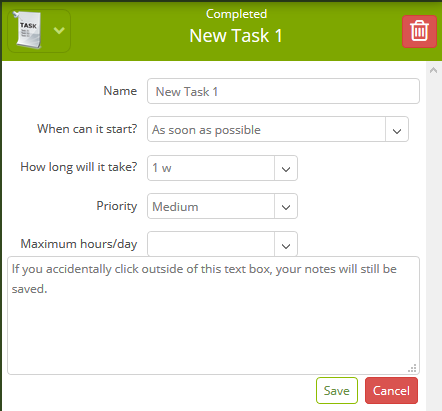 TASK
Completed
New Task 1
Name New Task 1
When can it start? As soon as possible
How long will it take? 1 w
Priority Medium
Maximum hours/day
If you accidentally click outside of this text box, your notes will still be
saved.
Save Cancel